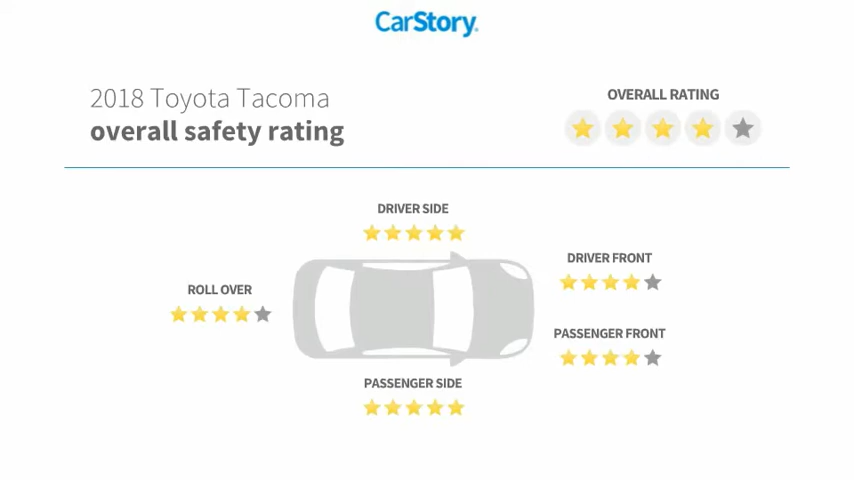 CarStory.
2018 Toyota Tacoma
overall safety rating
OVERALL RATING
DRIVER SIDE
DRIVER FRONT
ROLL OVER
PASSENGER FRONT
PASSENGER SIDE